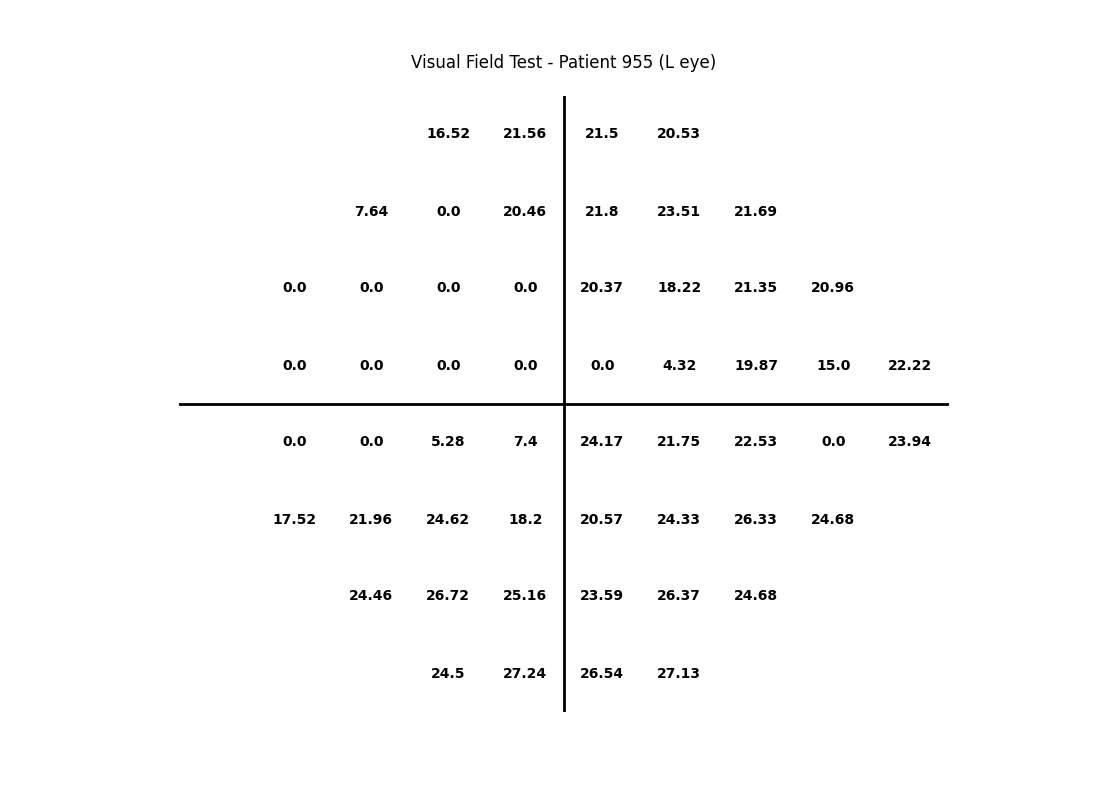 Visual Field Test - Patient 955 (L eye)
16.52 21.56 21.5 20.53
7.64 0.0 20.46 21.8 23.51 21.69
0.0 0.0 0.0 0.0 20.37 18.22 21.35 20.96
0.0 0.0 0.0 0.0 0.0 4.32 19.87 15.0 22.22
0.0 0.0 5.28 7.4 24.17 21.75 22.53 0.0 23.94
17.52 21.96 24.62 18.2 20.57 24.33 26.33 24.68
24.46 26.72 25.16 23.59 26.37 24.68
24.5 27.24 26.54 27.13